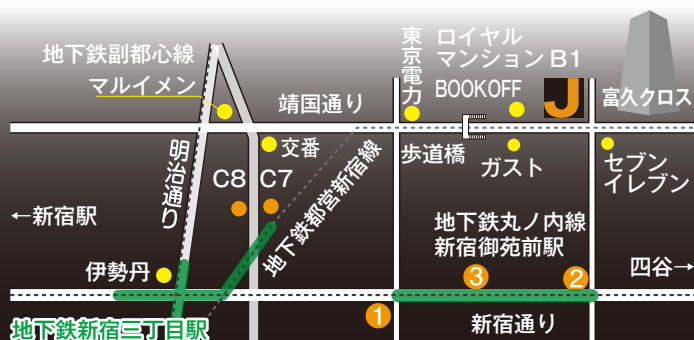 地下鉄副都心線
マルイメン
靖国通り
東京電力
ロイヤル
マンション B1
BOOKOFF
J
富久クロス
明治通り
交番
C8
C7
地下鉄都営新宿線
歩道橋
ガスト
セブン
イレブン
←新宿駅
伊勢丹
地下鉄丸ノ内線
新宿御苑前駅
四谷→
3
2
1
新宿通り
地下鉄新宿三丁目駅